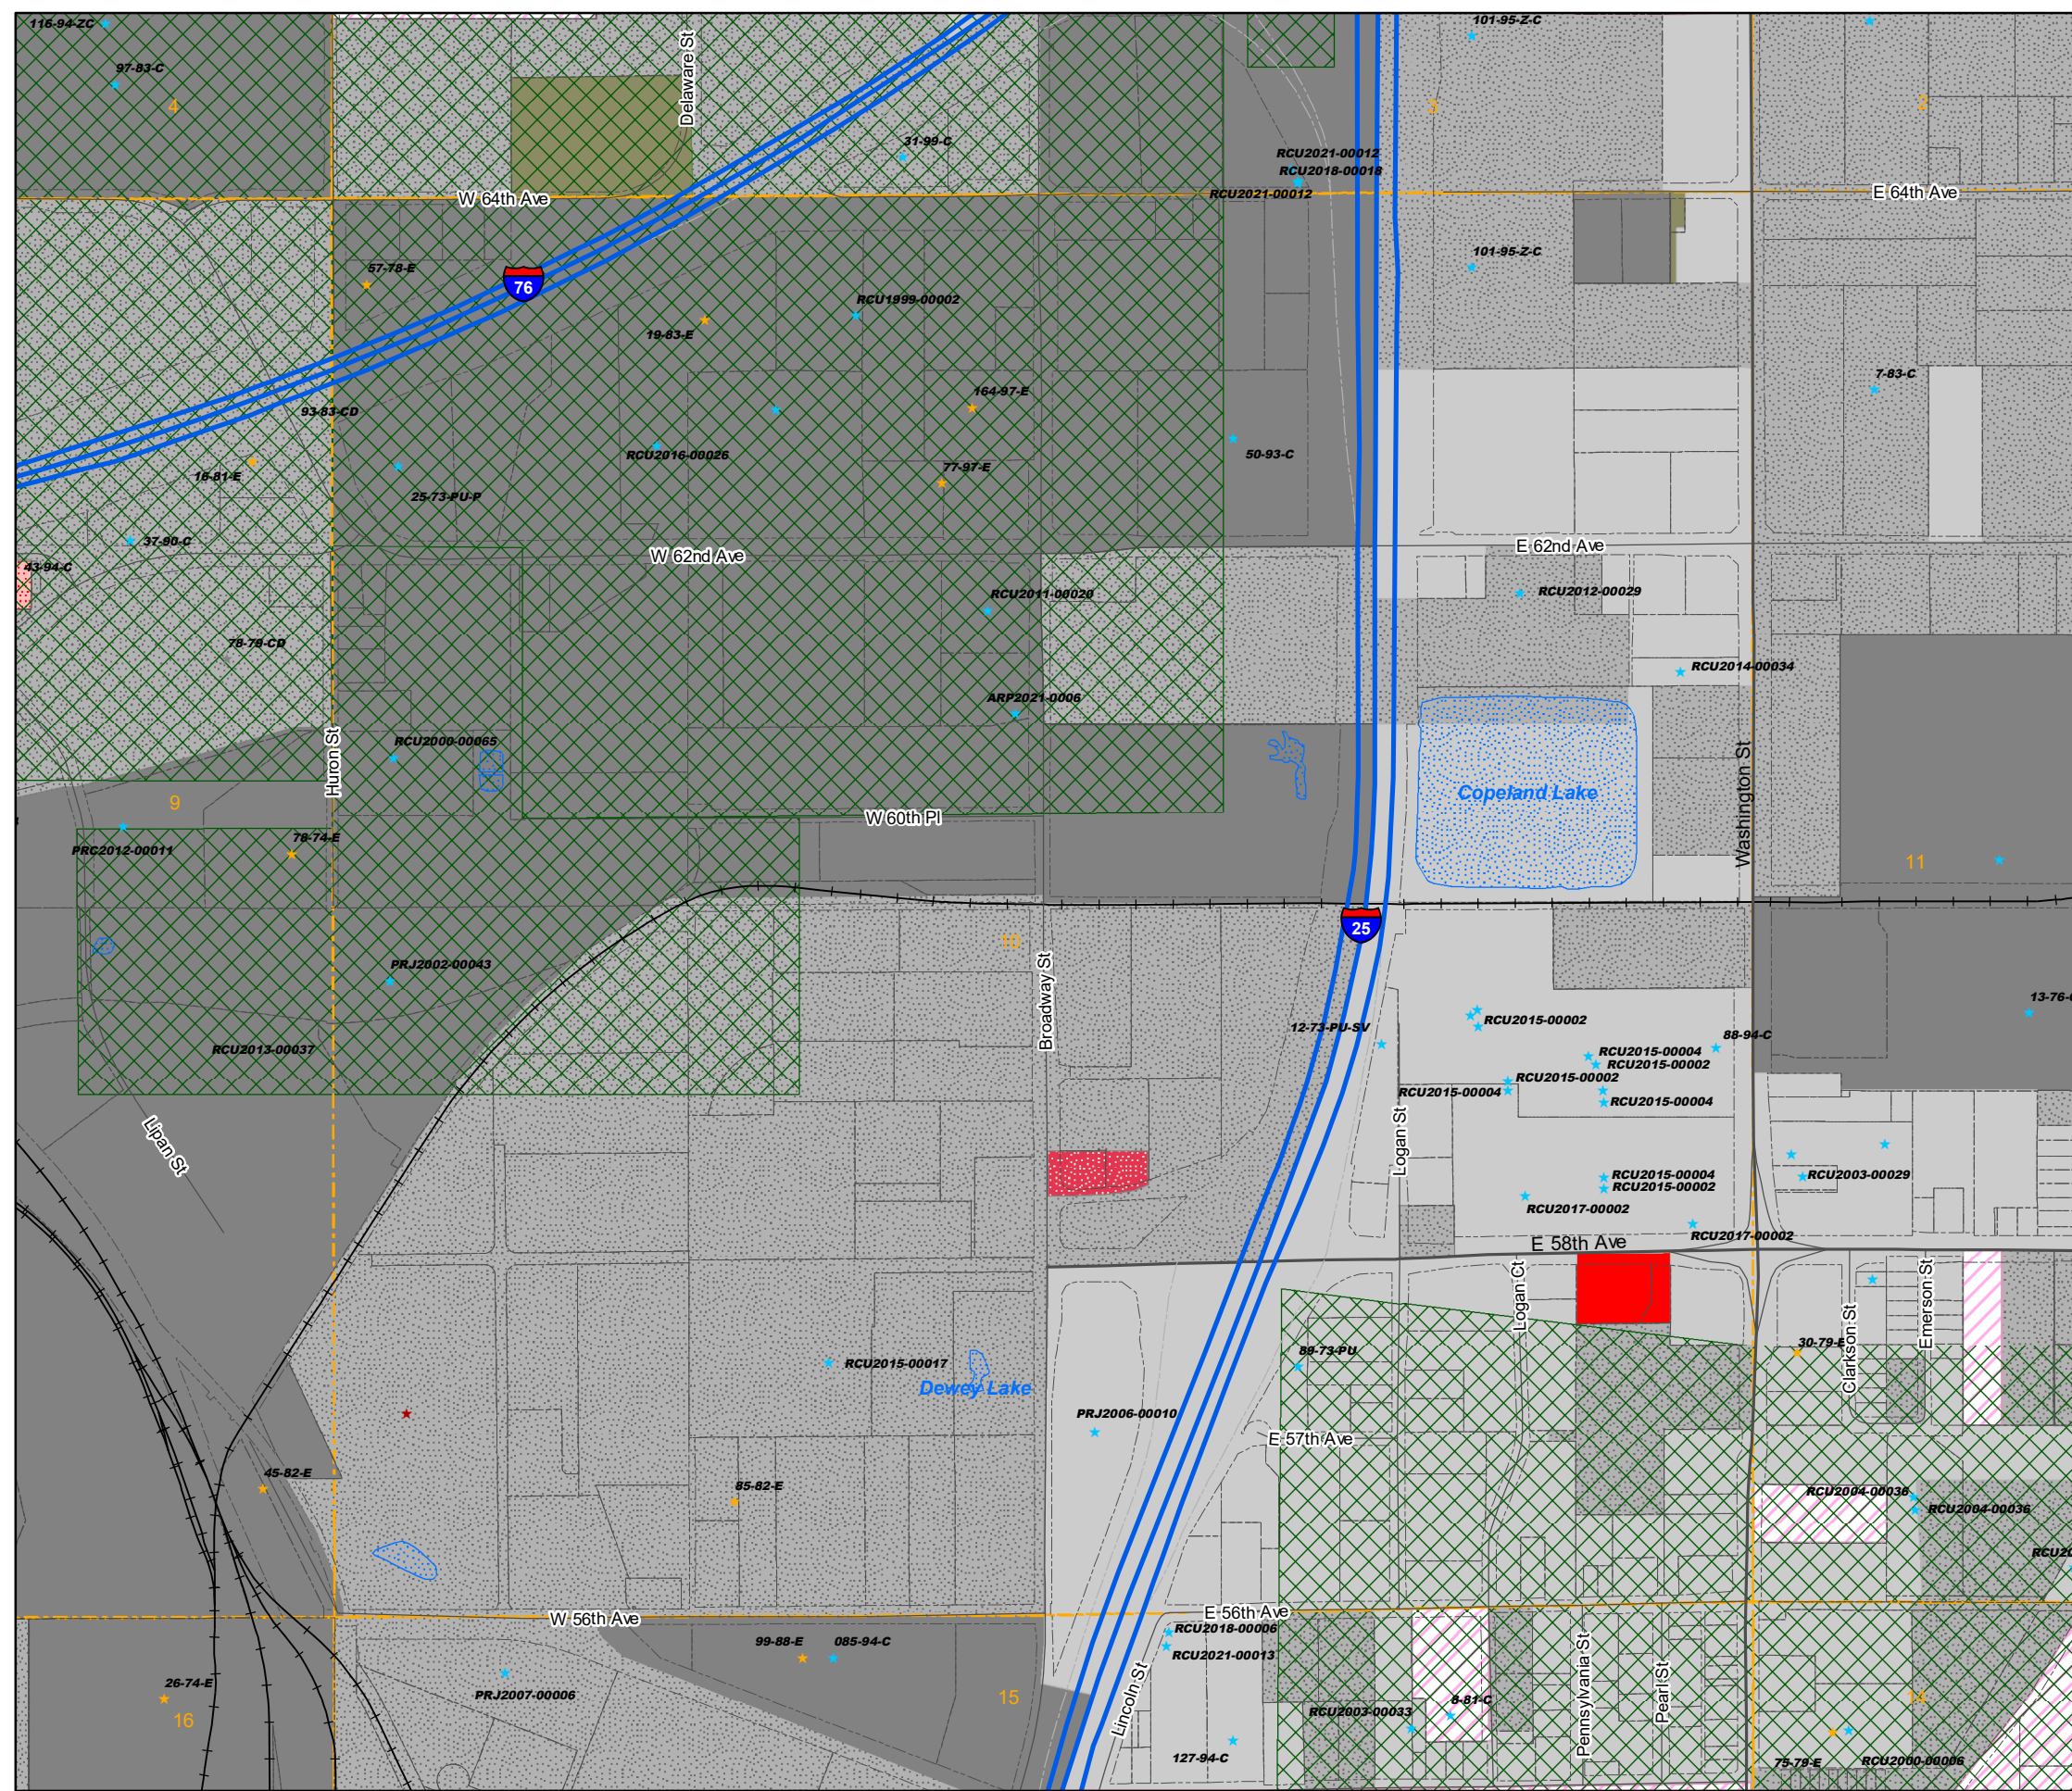 116-94-ZC
101-95-Z-C
97-83-C
Delaware St
4
3
2
31-99-C
RCU2021-00012
RCU2018-00018
RCU2021-00012
W 64th Ave
E 64th Ave
57-78-E
76
101-95-Z-C
RCU1999-00002
19-83-E
7-83-C
164-97-E
93-83-CD
RCU2016-00026
50-93-C
77-97-E
16-81-E
25-73-PU-P
37-90-C
W 62nd Ave
E 62nd Ave
43-94-C
RCU2011-00020
RCU2012-00029
78-79-CD
RCU2014-00034
ARP2021-0006
RCU2000-00065
Huron St
Copeland Lake
Washington St
9
W 60th Pl
78-74-E
PRC2012-00011
11
25
10
PRJ2002-00043
Broadway St
13-76-
RCU2015-00002
12-73-PU-SV
88-94-C
RCU2013-00037
RCU2015-00004
RCU2015-00002
RCU2015-00002
RCU2015-00004
RCU2015-00004
Lipan St
Logan St
RCU2015-00004
RCU2003-00029
RCU2015-00002
RCU2017-00002
RCU2017-00002
E 58th Ave
Logan Ct
Emerson St
Clarkson St
30-79-E
89-73-PU
RCU2015-00017
Dewey Lake
PRJ2006-00010
E 57th Ave
45-82-E
85-82-E
RCU2004-00036
RCU2004-00036
RCU20
W 56th Ave
E 56th Ave
RCU2018-00006
99-88-E
085-94-C
RCU2021-00013
Pennsylvania St
Pearl St
26-74-E
PRJ2007-00006
15
Lincoln St
8-81-C
14
16
RCU2003-00033
127-94-C
75-79-E
RCU2000-00006